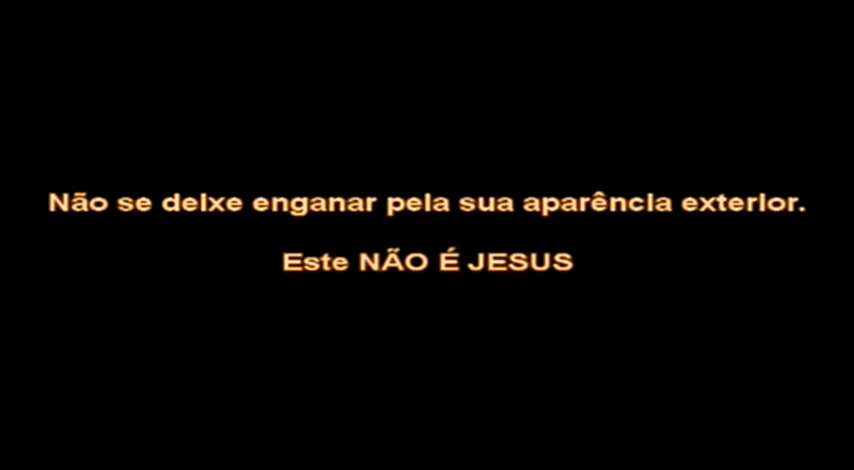 Não se deixe enganar pela sua aparência exterior.
Este NÃO É JESUS